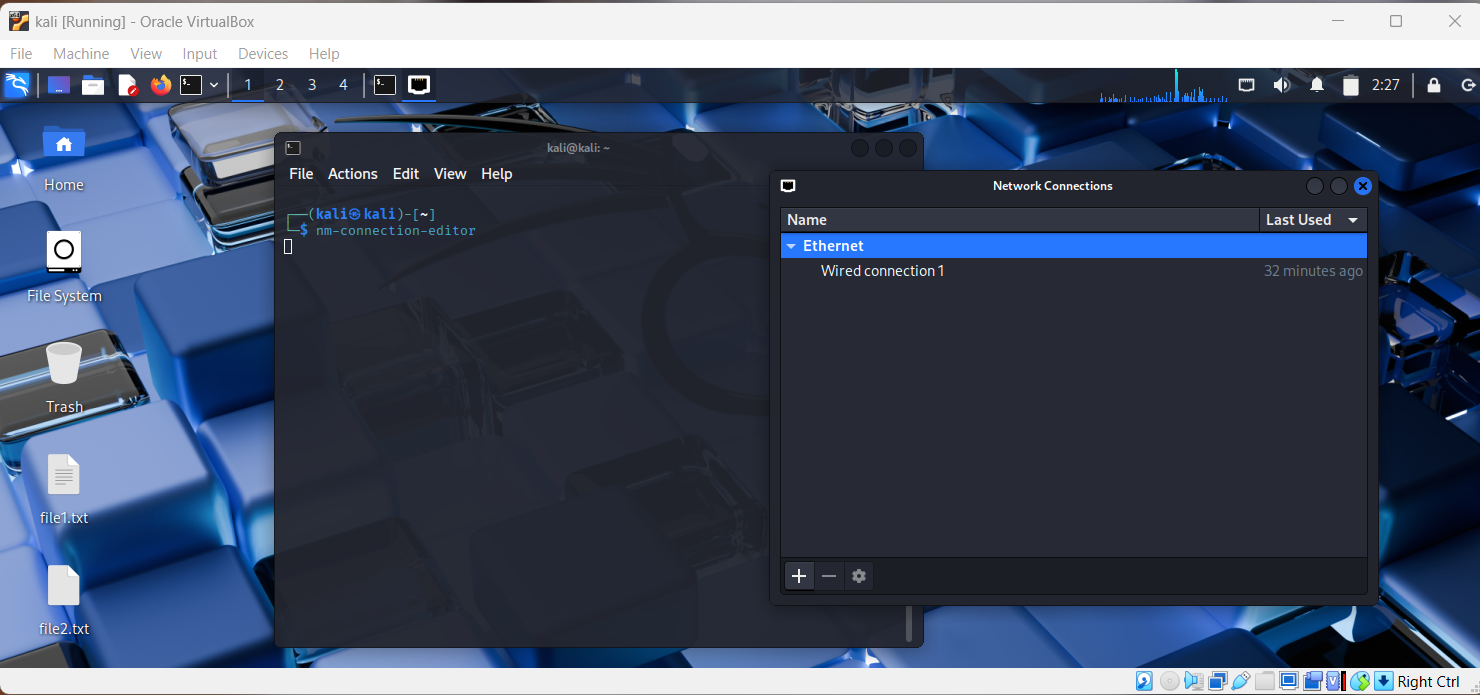 kali [Running] - Oracle VirtualBox
File Machine View Input Devices Help
1 2 3 4 2:27
Home
File System
Trash
file1.txt
file2.txt
kali@kali: ~
File Actions Edit View Help
┌──(kali㉿kali)-[~]
└─$ nm-connection-editor
Network Connections
Name Last Used
Ethernet
Wired connection 1 32 minutes ago
Right Ctrl